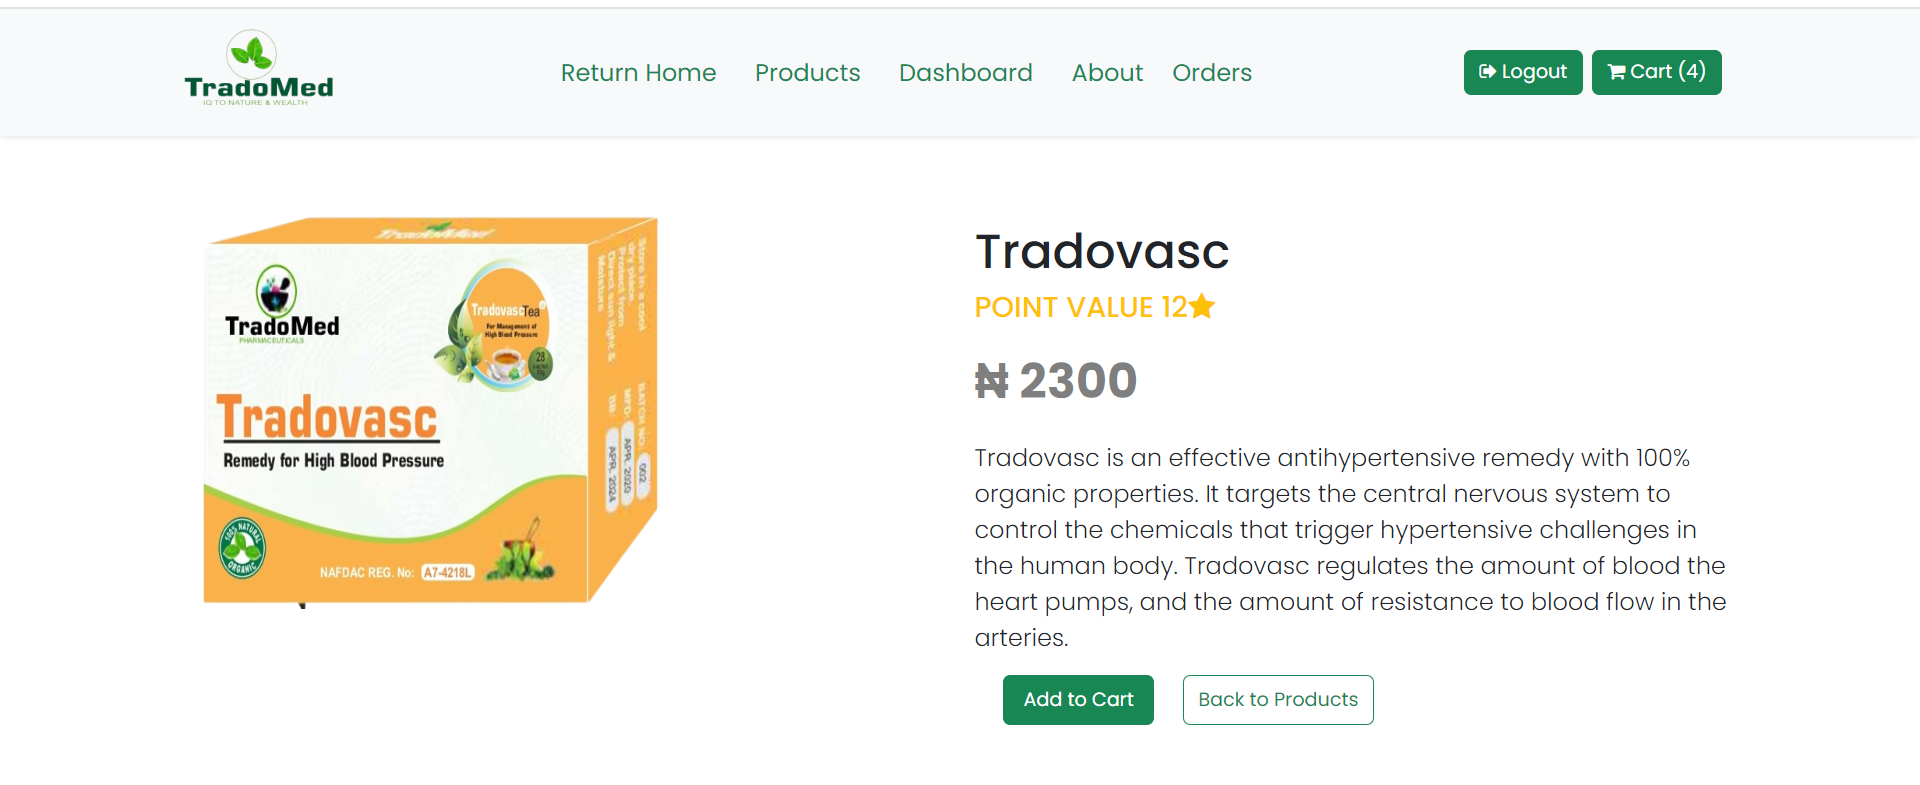 TradoMed
IQ TO NATURE & WEALTH
Return Home
Products
Dashboard
About
Orders
Logout
Cart (4)
TradoMed
TradoMed
PHARMACEUTICALS
TradovascTea
For Management of
High Blood Pressure
28
Tradovasc
Remedy for High Blood Pressure
100% NATURAL
ORGANIC
NAFDAC REG. No: A7-4218L
Store in a cool
dry place.
Protect from
Direct sun light &
Moisture
BATCH NO: 002
MFD: APR. 2020
BB: APR. 2024
Tradovasc
POINT VALUE 12
₦ 2300
Tradovasc is an effective antihypertensive remedy with 100%
organic properties. It targets the central nervous system to
control the chemicals that trigger hypertensive challenges in
the human body. Tradovasc regulates the amount of blood the
heart pumps, and the amount of resistance to blood flow in the
arteries.
Add to Cart
Back to Products